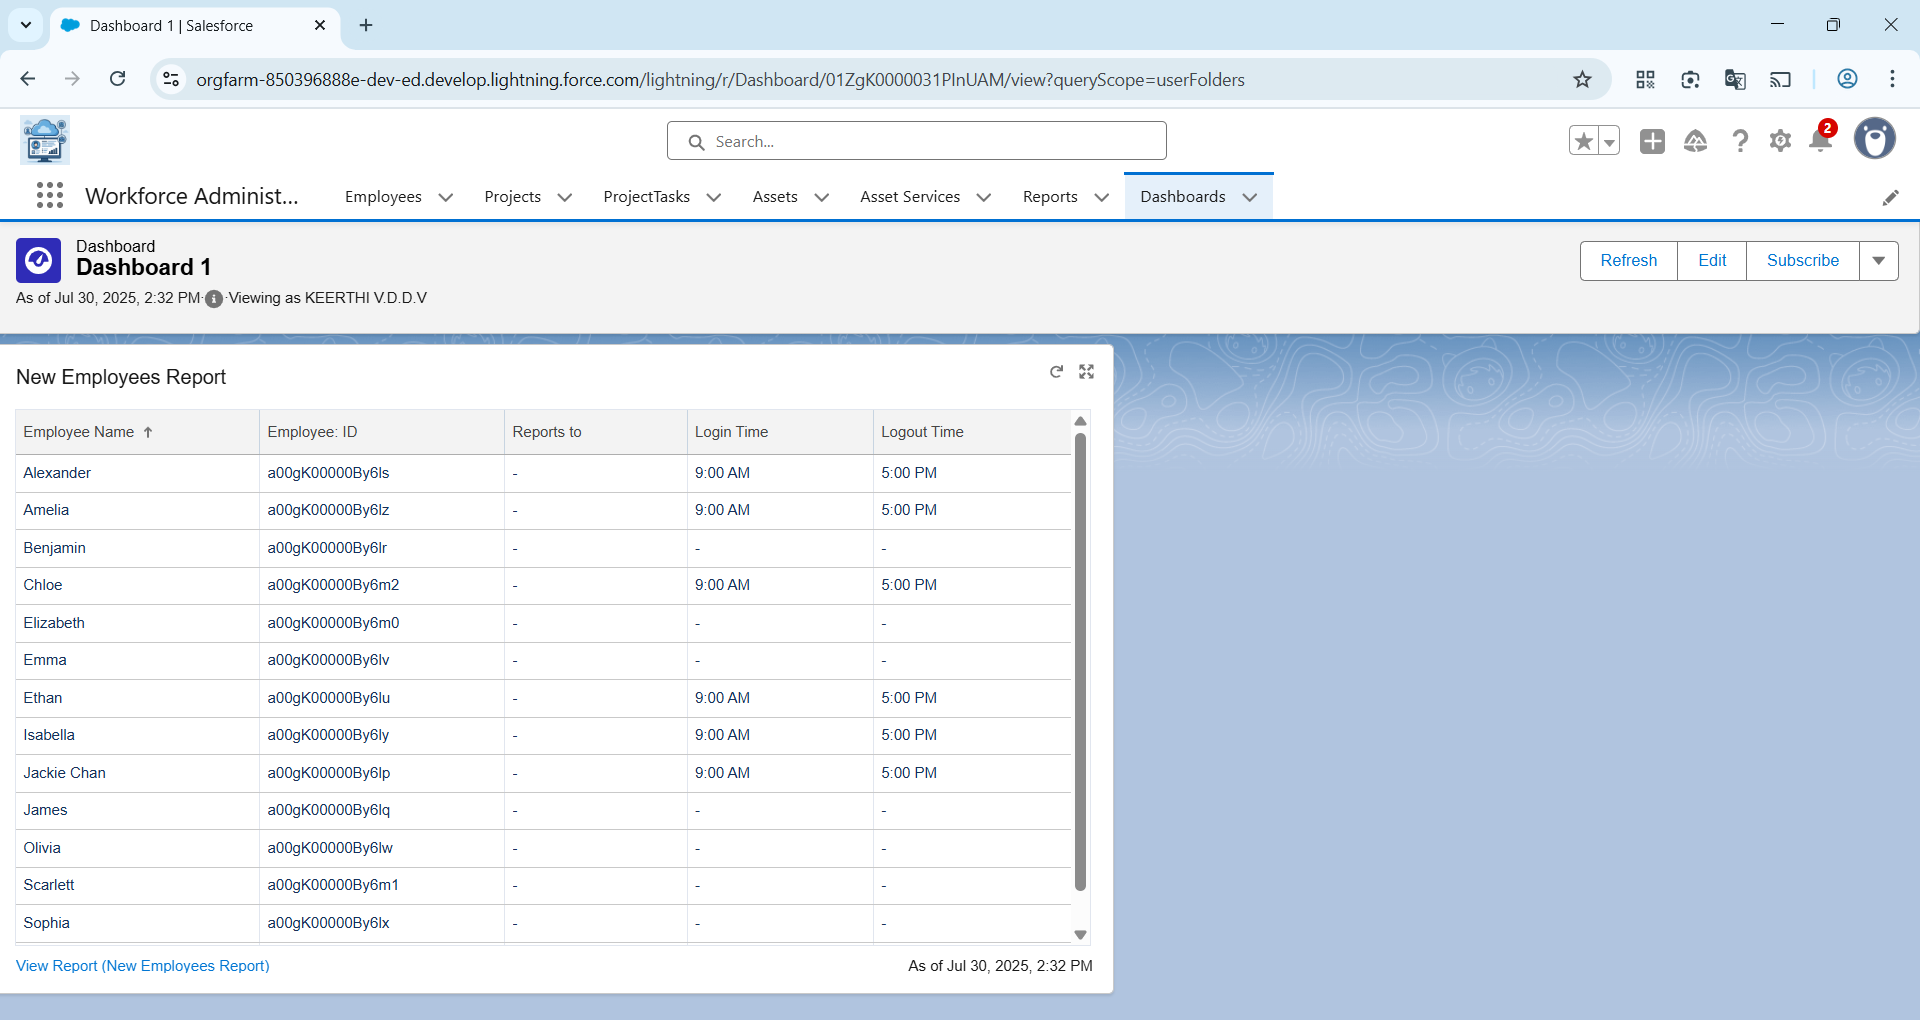 Dashboard 1 | Salesforce
orgfarm-850396888e-dev-ed.develop.lightning.force.com/lightning/r/Dashboard/01ZgK0000031PInUAM/view?queryScope=userFolders
Search...
2
Workforce Administ... Employees Projects ProjectTasks Assets Asset Services Reports Dashboards
Dashboard
Dashboard 1
As of Jul 30, 2025, 2:32 PM·Viewing as KEERTHI V.D.D.V
Refresh Edit Subscribe
New Employees Report
Employee Name ↑ Employee: ID Reports to Login Time Logout Time
Alexander a00gK00000By6ls - 9:00 AM 5:00 PM
Amelia a00gK00000By6lz - 9:00 AM 5:00 PM
Benjamin a00gK00000By6lr - - -
Chloe a00gK00000By6m2 - 9:00 AM 5:00 PM
Elizabeth a00gK00000By6m0 - - -
Emma a00gK00000By6lv - - -
Ethan a00gK00000By6lu - 9:00 AM 5:00 PM
Isabella a00gK00000By6ly - 9:00 AM 5:00 PM
Jackie Chan a00gK00000By6lp - 9:00 AM 5:00 PM
James a00gK00000By6lq - - -
Olivia a00gK00000By6lw - - -
Scarlett a00gK00000By6m1 - - -
Sophia a00gK00000By6lx - - -
View Report (New Employees Report) As of Jul 30, 2025, 2:32 PM